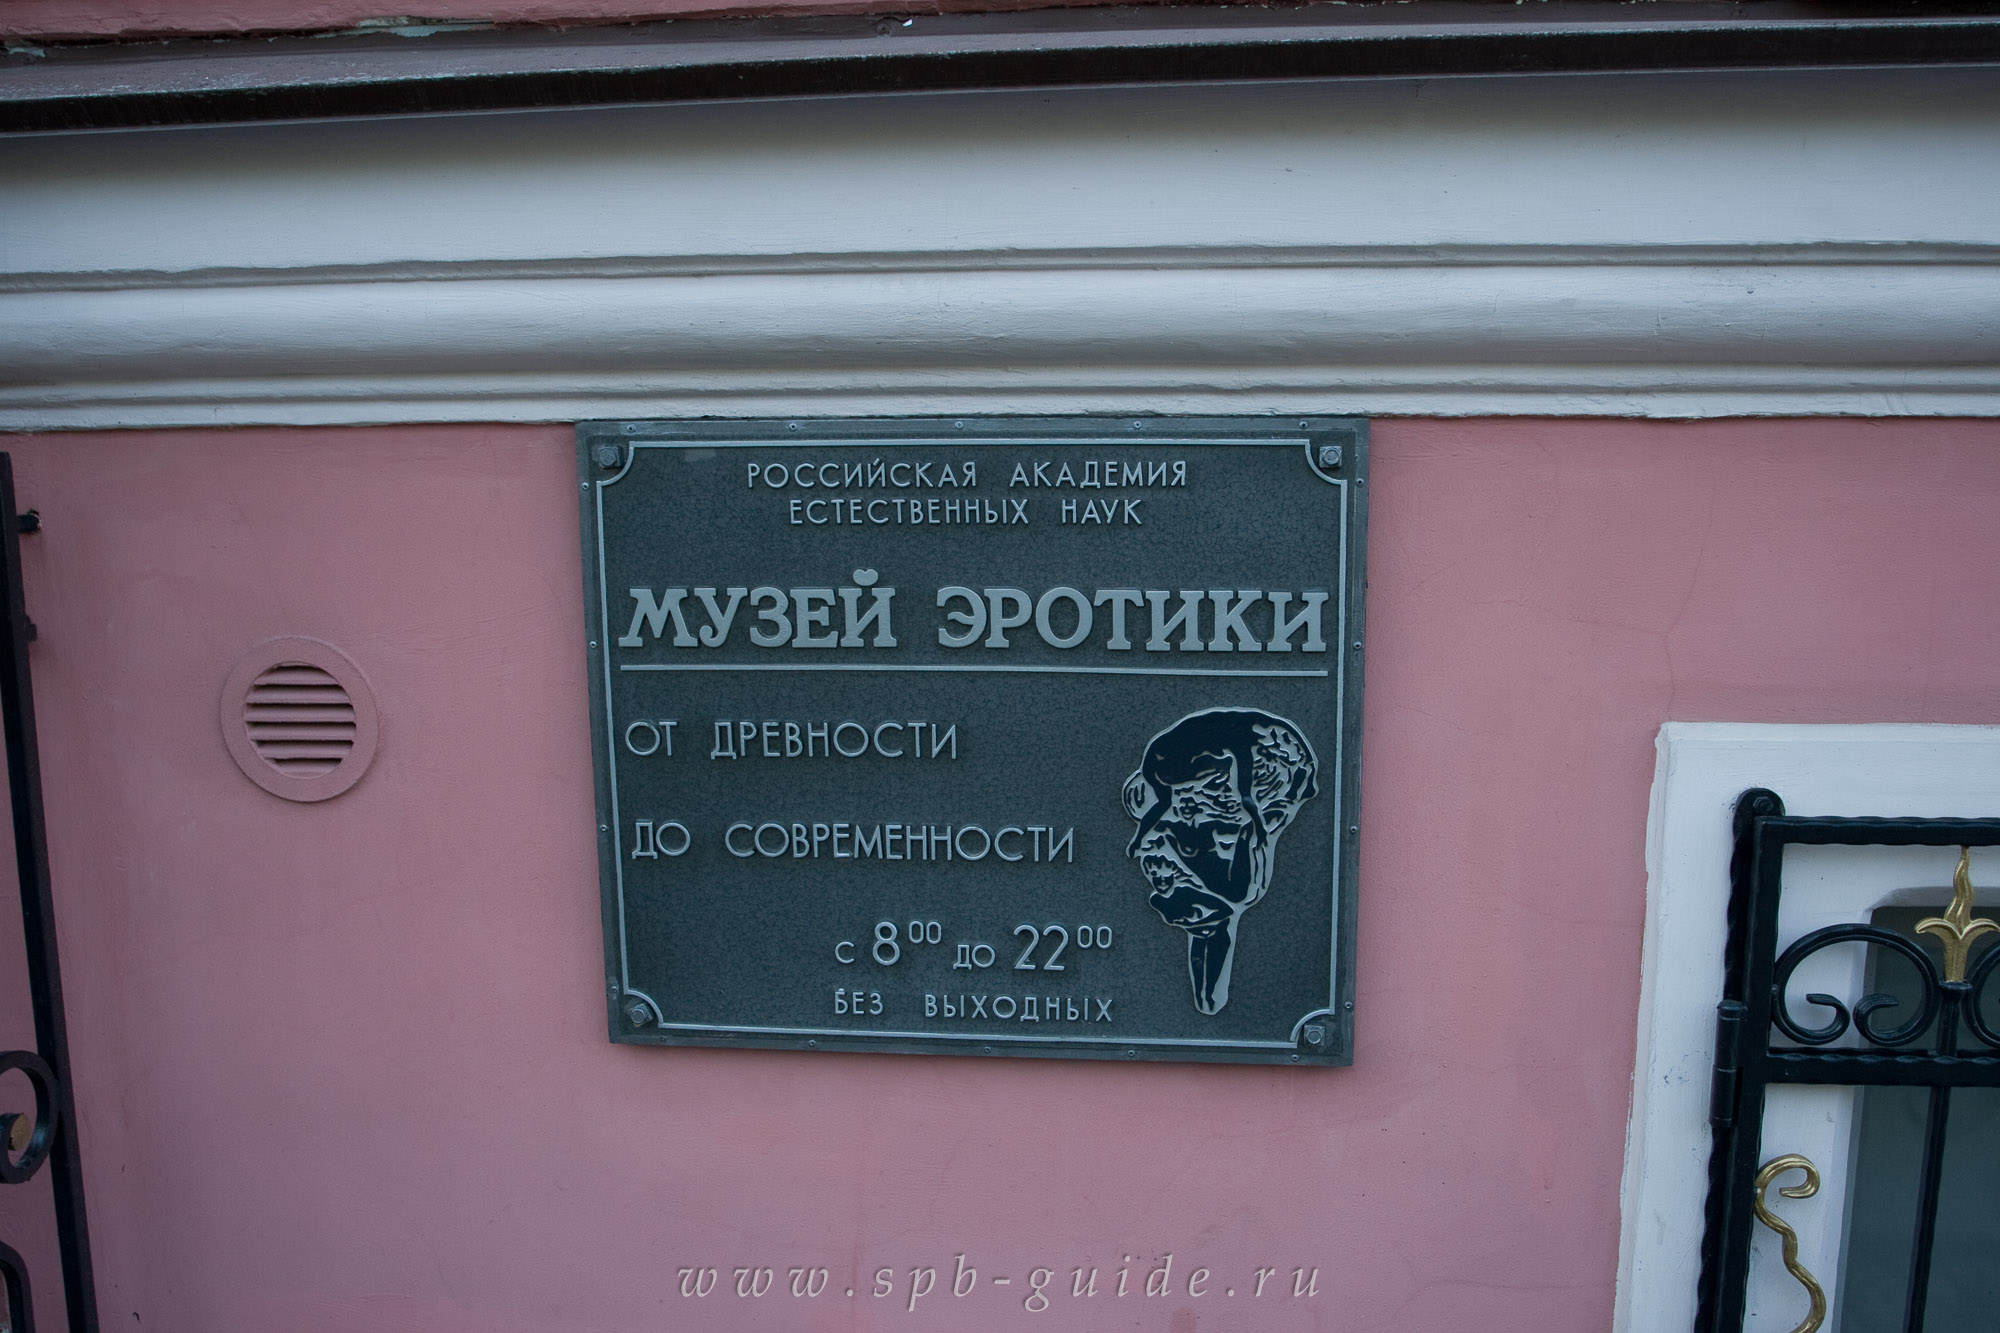 РОССИЙСКАЯ АКАДЕМИЯ
ЕСТЕСТВЕННЫХ НАУК
МУЗЕЙ ЭРОТИКИ
ОТ ДРЕВНОСТИ
ДО СОВРЕМЕННОСТИ
С 8⁰⁰ ДО 22⁰⁰
БЕЗ ВЫХОДНЫХ
www.spb-guide.ru